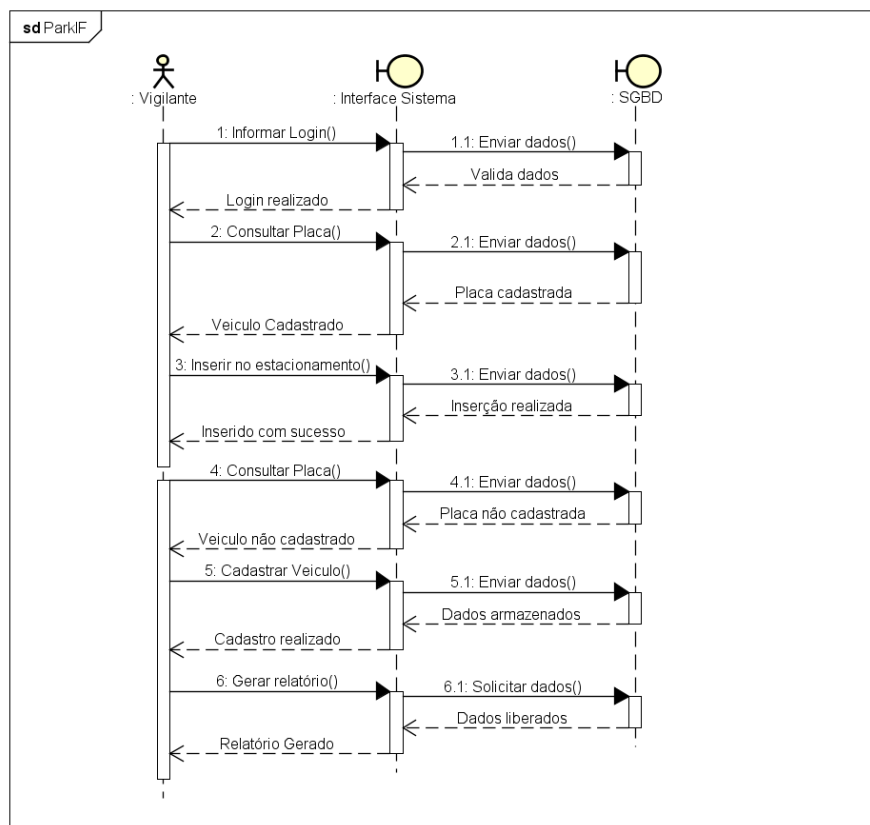 sd ParkIF
: Vigilante
: Interface Sistema
: SGBD
1: Informar Login()
1.1: Enviar dados()
Valida dados
Login realizado
2: Consultar Placa()
2.1: Enviar dados()
Placa cadastrada
Veiculo Cadastrado
3: Inserir no estacionamento()
3.1: Enviar dados()
Inserção realizada
Inserido com sucesso
4: Consultar Placa()
4.1: Enviar dados()
Placa não cadastrada
Veiculo não cadastrado
5: Cadastrar Veiculo()
5.1: Enviar dados()
Dados armazenados
Cadastro realizado
6: Gerar relatório()
6.1: Solicitar dados()
Dados liberados
Relatório Gerado